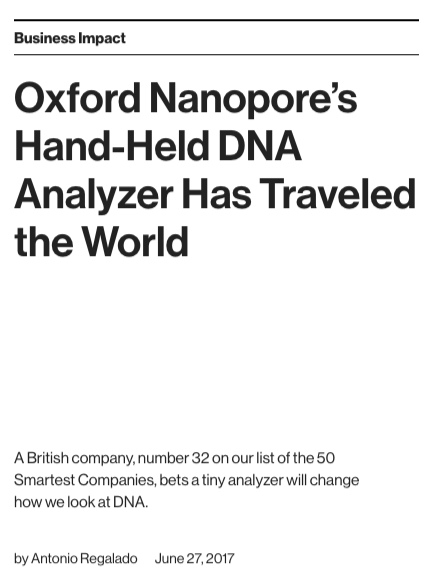 Business Impact
Oxford Nanopore’s
Hand-Held DNA
Analyzer Has Traveled
the World
A British company, number 32 on our list of the 50
Smartest Companies, bets a tiny analyzer will change
how we look at DNA.
by Antonio Regalado June 27, 2017